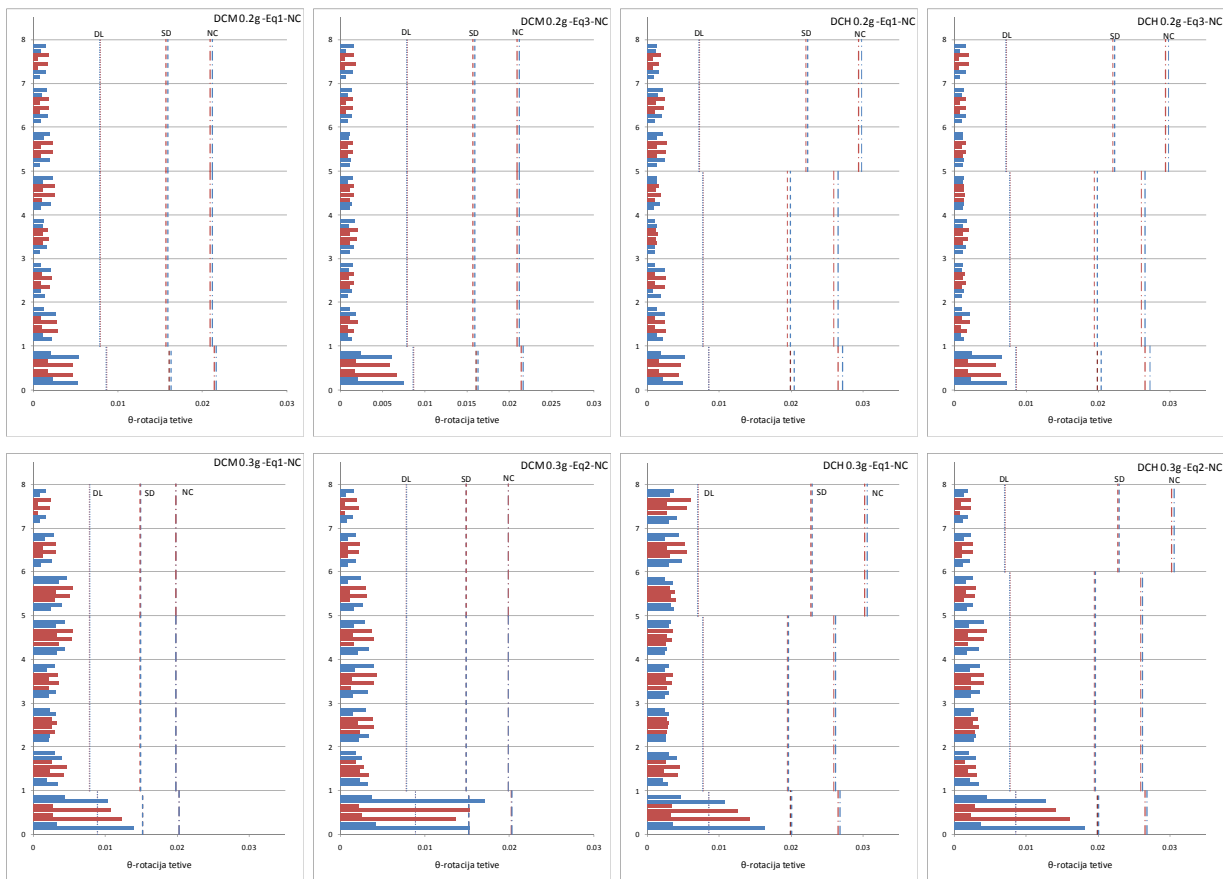 DCM 0.2g -Eq1-NC
DL SD NC
8
7
6
5
4
3
2
1
0
0 0.01 0.02 0.03
θ-rotacija tetive
DCM 0.2g -Eq3-NC
DL SD NC
8
7
6
5
4
3
2
1
0
0 0.005 0.01 0.015 0.02 0.025 0.03
θ-rotacija tetive
DCH 0.2g -Eq1-NC
DL SD NC
8
7
6
5
4
3
2
1
0
0 0.01 0.02 0.03
θ-rotacija tetive
DCH 0.2g -Eq3-NC
DL SD NC
8
7
6
5
4
3
2
1
0
0 0.01 0.02 0.03
θ-rotacija tetive
DCM 0.3g -Eq1-NC
DL SD NC
8
7
6
5
4
3
2
1
0
0 0.01 0.02 0.03
θ-rotacija tetive
DCM 0.3g -Eq2-NC
DL SD NC
8
7
6
5
4
3
2
1
0
0 0.01 0.02 0.03
θ-rotacija tetive
DCH 0.3g -Eq1-NC
DL SD NC
8
7
6
5
4
3
2
1
0
0 0.01 0.02 0.03
θ-rotacija tetive
DCH 0.3g -Eq2-NC
DL SD NC
8
7
6
5
4
3
2
1
0
0 0.01 0.02 0.03
θ-rotacija tetive